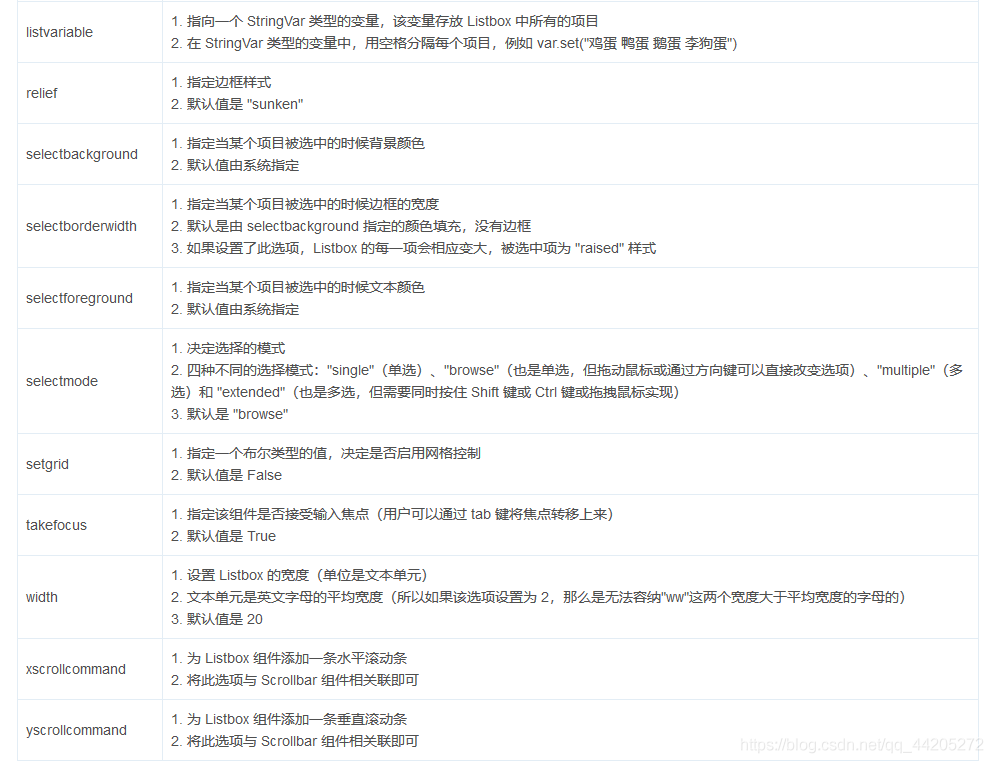 listvariable
1. 指向一个 StringVar 类型的变量，该变量存放 Listbox 中所有的项目
2. 在 StringVar 类型的变量中，用空格分隔每个项目，例如 var.set("鸡蛋 鸭蛋 鹅蛋 李狗蛋")
relief
1. 指定边框样式
2. 默认值是 "sunken"
selectbackground
1. 指定当某个项目被选中的时候背景颜色
2. 默认值由系统指定
selectborderwidth
1. 指定当某个项目被选中的时候边框的宽度
2. 默认是由 selectbackground 指定的颜色填充，没有边框
3. 如果设置了此选项，Listbox 的每一项会相应变大，被选中项为 "raised" 样式
selectforeground
1. 指定当某个项目被选中的时候文本颜色
2. 默认值由系统指定
selectmode
1. 决定选择的模式
2. 四种不同的选择模式："single"（单选）、"browse"（也是单选，但拖动鼠标或通过方向键可以直接改变选项）、"multiple"（多
选）和 "extended"（也是多选，但需要同时按住 Shift 键或 Ctrl 键或拖拽鼠标实现）
3. 默认是 "browse"
setgrid
1. 指定一个布尔类型的值，决定是否启用网格控制
2. 默认值是 False
takefocus
1. 指定该组件是否接受输入焦点（用户可以通过 tab 键将焦点转移上来）
2. 默认值是 True
width
1. 设置 Listbox 的宽度（单位是文本单元）
2. 文本单元是英文字母的平均宽度（所以如果该选项设置为 2，那么是无法容纳"ww"这两个宽度大于平均宽度的字母的）
3. 默认值是 20
xscrollcommand
1. 为 Listbox 组件添加一条水平滚动条
2. 将此选项与 Scrollbar 组件相关联即可
yscrollcommand
1. 为 Listbox 组件添加一条垂直滚动条
2. 将此选项与 Scrollbar 组件相关联即可
https://blog.csdn.net/qq_44205272